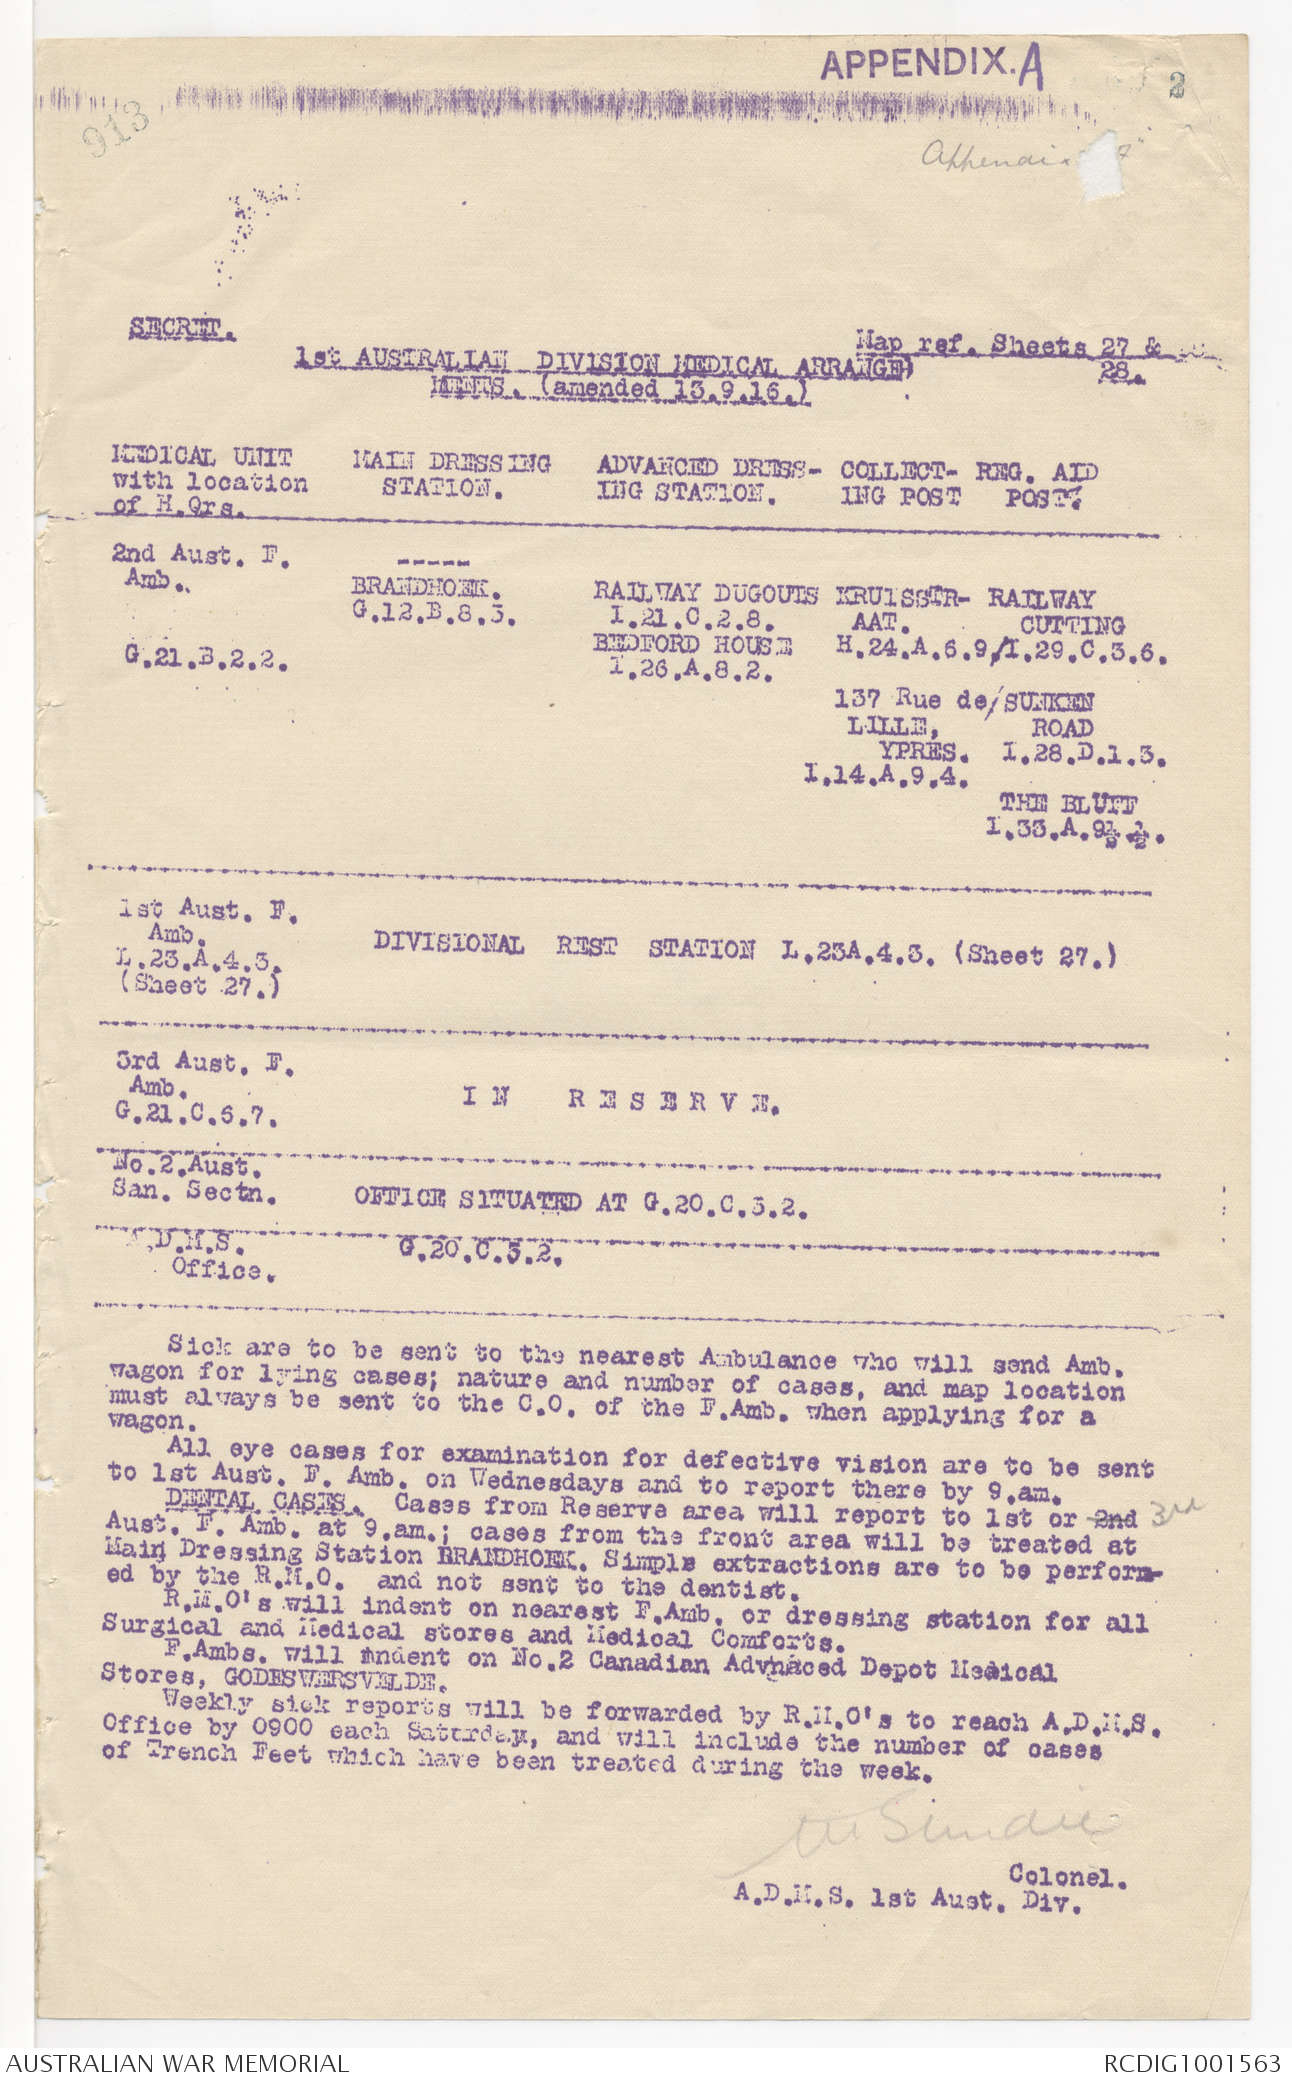 APPENDIX. A
2
913
Appendix "7"
SECRET.
Map ref. Sheets 27 &
28.
1st AUSTRALIAN DIVISION MEDICAL ARRANGE)
MENTS. (amended 13.9.16.)
MEDICAL UNIT
with location
of H.Qrs.
MAIN DRESSING
STATION.
ADVANCED DRESS-
ING STATION.
COLLECT-
ING POST
REG. AID
POST.
2nd Aust. F.
Amb.
G.21.B.2.2.
-----
BRANDHOEK.
G.12.B.8.3.
RAILWAY DUGOUTS
I.21.C.2.8.
BEDFORD HOUSE
I.26.A.8.2.
KRUISSTR-
AAT.
H.24.A.6.9/
137 Rue de/
LILLE,
YPRES.
I.14.A.9.4.
RAILWAY
CUTTING
I.29.C.3.6.
SUNKEN
ROAD
I.28.D.1.3.
THE BLUFF
I.33.A.9½.½.
1st Aust. F.
Amb.
L.23.A.4.3.
(Sheet 27.)
DIVISIONAL REST STATION L.23A.4.3. (Sheet 27.)
3rd Aust. F.
Amb.
G.21.C.6.7.
I N R E S E R V E.
No.2.Aust.
San. Sectn.
OFFICE SITUATED AT G.20.C.3.2.
A.D.M.S.
Office.
G.20.C.3.2.
Sick are to be sent to the nearest Ambulance who will send Amb.
wagon for lying cases; nature and number of cases, and map location
must always be sent to the C.O. of the F.Amb. when applying for a
wagon.
All eye cases for examination for defective vision are to be sent
to 1st Aust. F. Amb. on Wednesdays and to report there by 9.am.
DENTAL CASES. Cases from Reserve area will report to 1st or 2nd 3rd
Aust. F. Amb. at 9.am.; cases from the front area will be treated at
Main Dressing Station BRANDHOEK. Simple extractions are to be perform-
ed by the R.M.O. and not sent to the dentist.
R.M.O's will indent on nearest F.Amb. or dressing station for all
Surgical and Medical stores and Medical Comforts.
F.Ambs. will indent on No.2 Canadian Advnaced Depot Medical
Stores, GODESWERSVELDE.
Weekly sick reports will be forwarded by R.M.O's to reach A.D.M.S.
Office by 0900 each Saturday, and will include the number of cases
of Trench Feet which have been treated during the week.
Colonel.
A.D.M.S. 1st Aust. Div.
AUSTRALIAN WAR MEMORIAL
RCDIG1001563